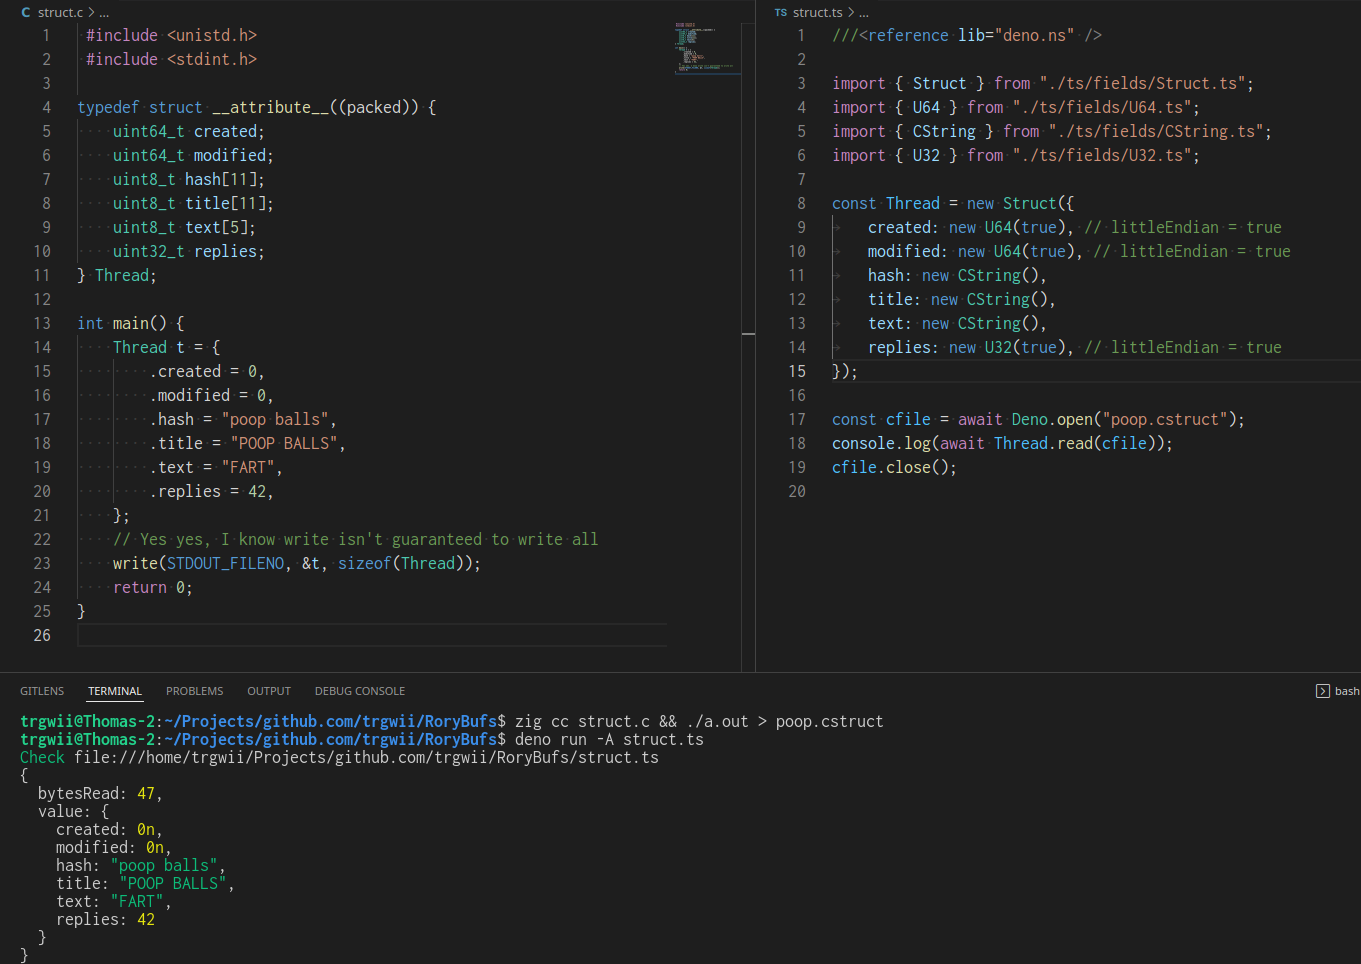 C struct.c > ...
1 #include <unistd.h>
2 #include <stdint.h>
3
4 typedef struct __attribute__((packed)) {
5 uint64_t created;
6 uint64_t modified;
7 uint8_t hash[11];
8 uint8_t title[11];
9 uint8_t text[5];
10 uint32_t replies;
11 } Thread;
12
13 int main() {
14 Thread t = {
15 .created = 0,
16 .modified = 0,
17 .hash = "poop balls",
18 .title = "POOP BALLS",
19 .text = "FART",
20 .replies = 42,
21 };
22 // Yes yes, I know write isn't guaranteed to write all
23 write(STDOUT_FILENO, &t, sizeof(Thread));
24 return 0;
25 }
26
TS struct.ts > ...
1 ///<reference lib="deno.ns" />
2
3 import { Struct } from "./ts/fields/Struct.ts";
4 import { U64 } from "./ts/fields/U64.ts";
5 import { CString } from "./ts/fields/CString.ts";
6 import { U32 } from "./ts/fields/U32.ts";
7
8 const Thread = new Struct({
9 created: new U64(true), // littleEndian = true
10 modified: new U64(true), // littleEndian = true
11 hash: new CString(),
12 title: new CString(),
13 text: new CString(),
14 replies: new U32(true), // littleEndian = true
15 });
16
17 const cfile = await Deno.open("poop.cstruct");
18 console.log(await Thread.read(cfile));
19 cfile.close();
20
GITLENS TERMINAL PROBLEMS OUTPUT DEBUG CONSOLE bash
trgwii@Thomas-2:~/Projects/github.com/trgwii/RoryBufs$ zig cc struct.c && ./a.out > poop.cstruct
trgwii@Thomas-2:~/Projects/github.com/trgwii/RoryBufs$ deno run -A struct.ts
Check file:///home/trgwii/Projects/github.com/trgwii/RoryBufs/struct.ts
{
bytesRead: 47,
value: {
created: 0n,
modified: 0n,
hash: "poop balls",
title: "POOP BALLS",
text: "FART",
replies: 42
}
}